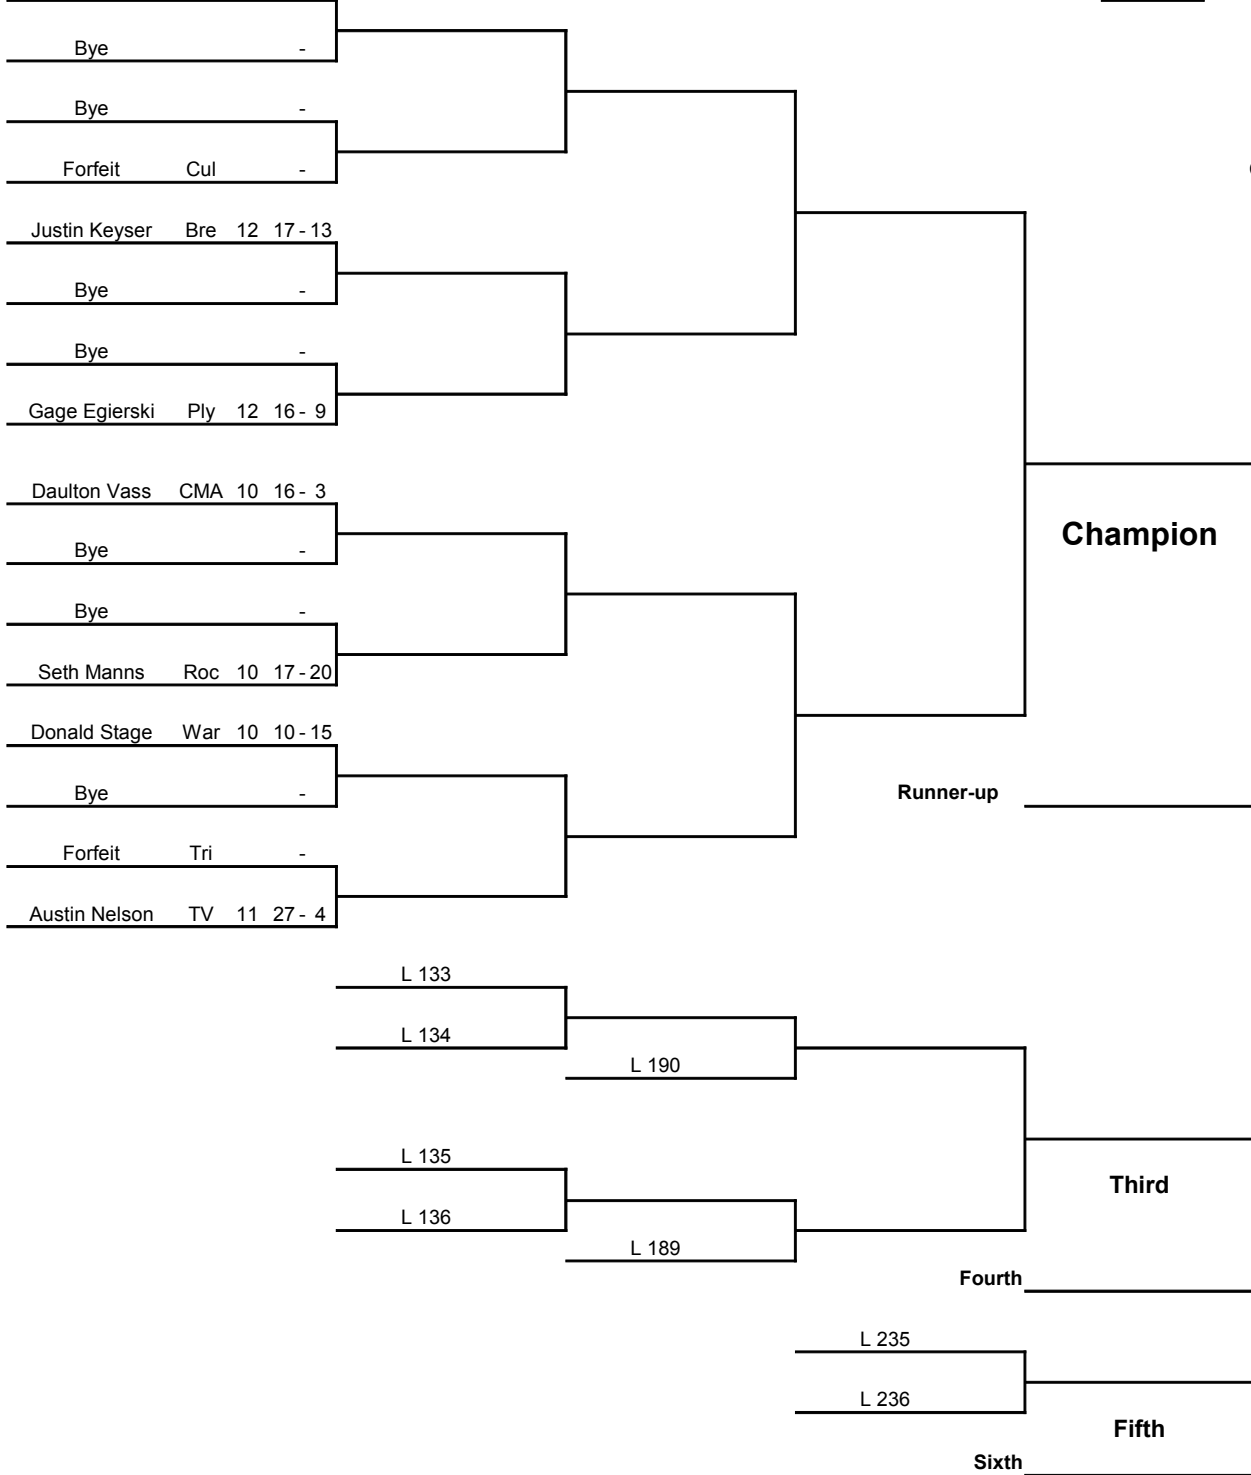 Bye -
Bye -
Forfeit Cul -
Justin Keyser Bre 12 17 - 13
Bye -
Bye -
Gage Egierski Ply 12 16 - 9
Daulton Vass CMA 10 16 - 3
Champion
Bye -
Bye -
Seth Manns Roc 10 17 - 20
Donald Stage War 10 10 - 15
Bye -
Runner-up
Forfeit Tri -
Austin Nelson TV 11 27 - 4
L 133
L 134
L 190
L 135
Third
L 136
L 189
Fourth
L 235
L 236
Fifth
Sixth